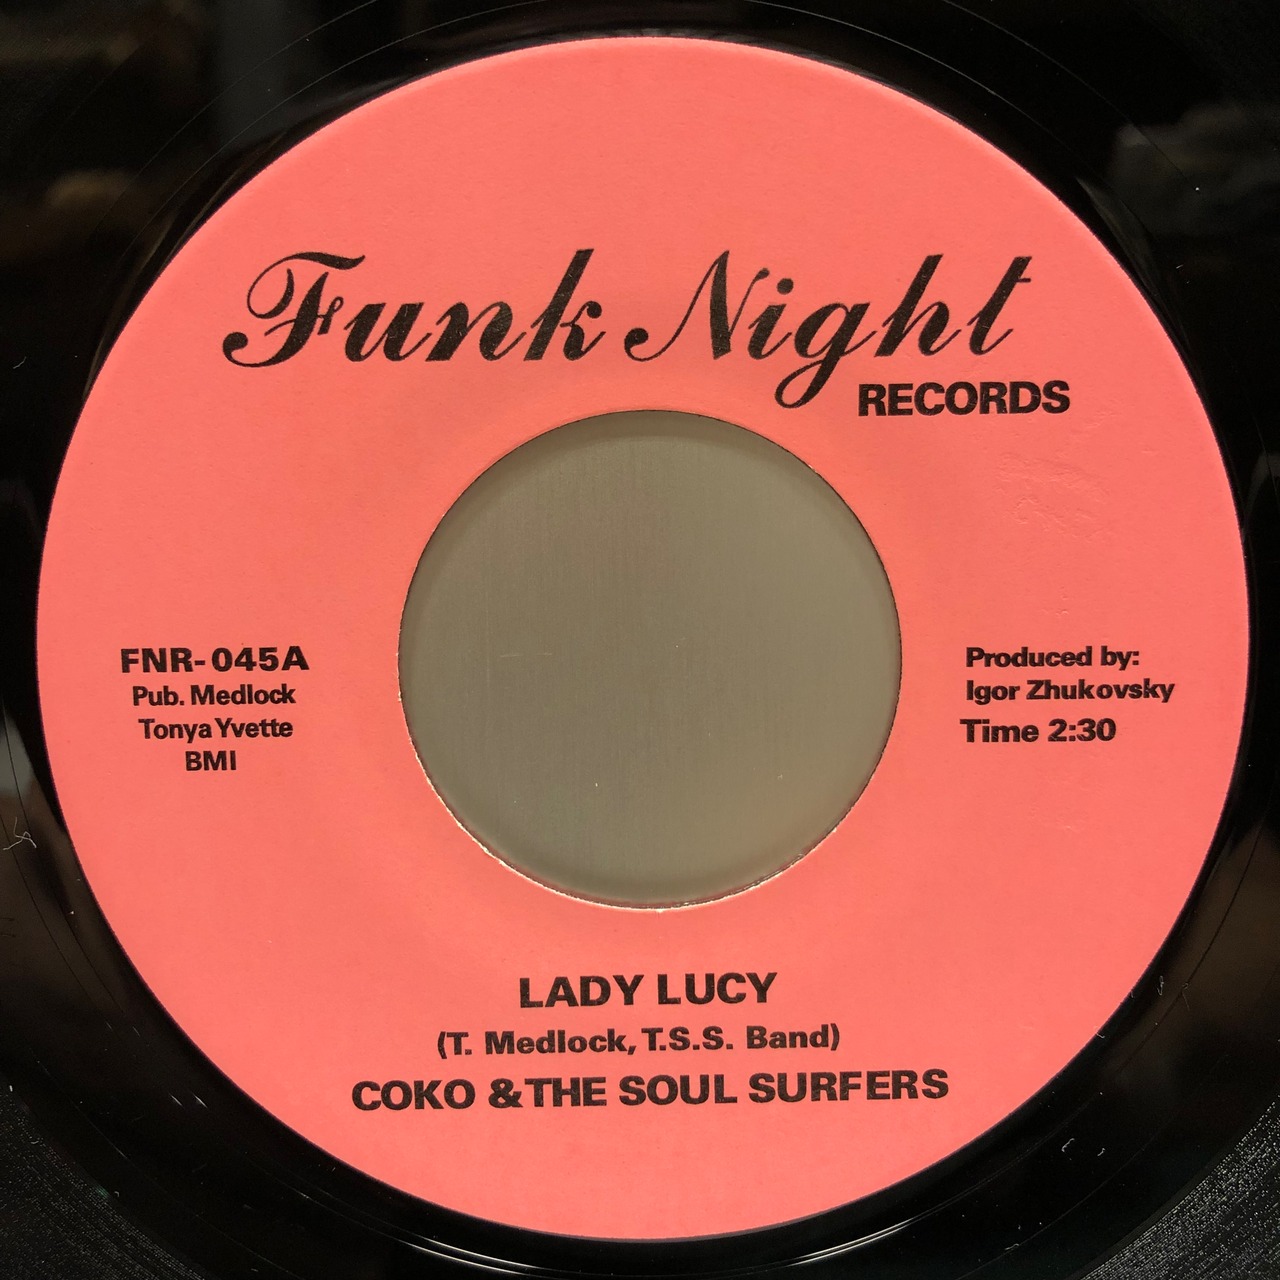 Funk Night
RECORDS
FNR-045A
Pub. Medlock
Tonya Yvette
BMI
Produced by:
Igor Zhukovsky
Time 2:30
LADY LUCY
(T. Medlock, T.S.S. Band)
COKO & THE SOUL SURFERS